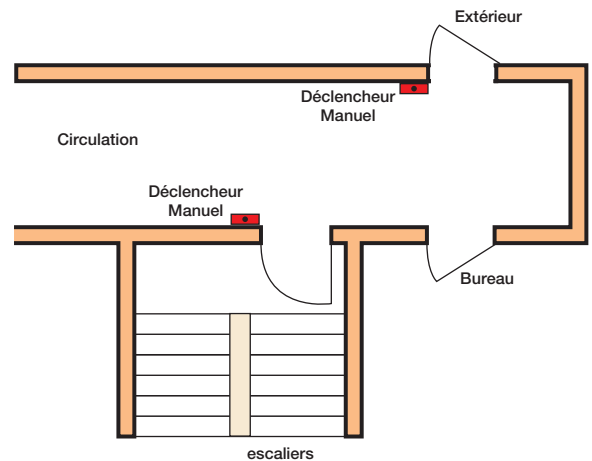 Extérieur
Déclencheur
Manuel
Circulation
Déclencheur
Manuel
Bureau
escaliers